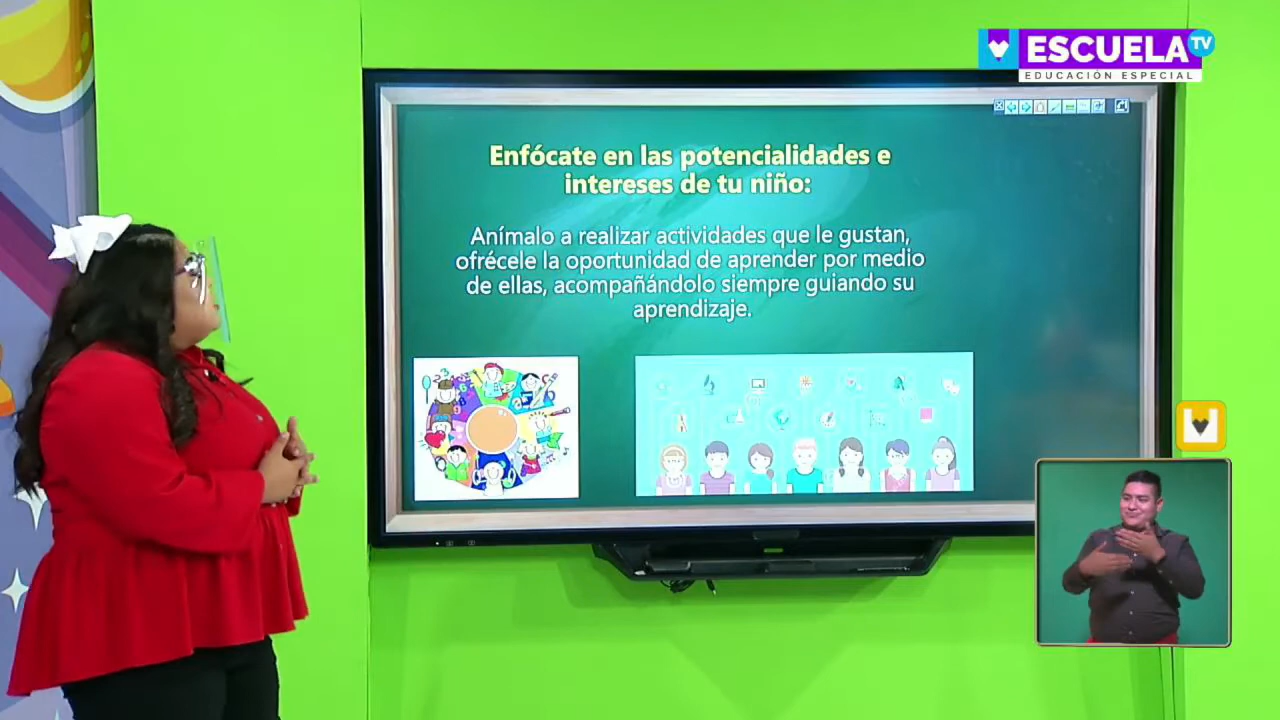 ESCUELA TV
EDUCACIÓN ESPECIAL
Enfócate en las potencialidades e
intereses de tu niño:
Anímalo a realizar actividades que le gustan,
ofrécele la oportunidad de aprender por medio
de ellas, acompañándolo siempre guiando su
aprendizaje.